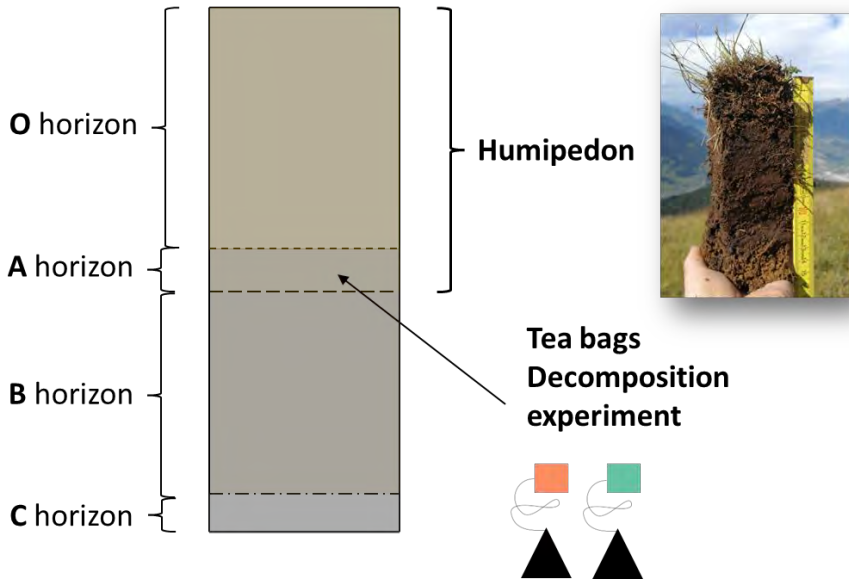 O horizon
Humipedon
A horizon
B horizon
Tea bags
Decomposition
experiment
C horizon